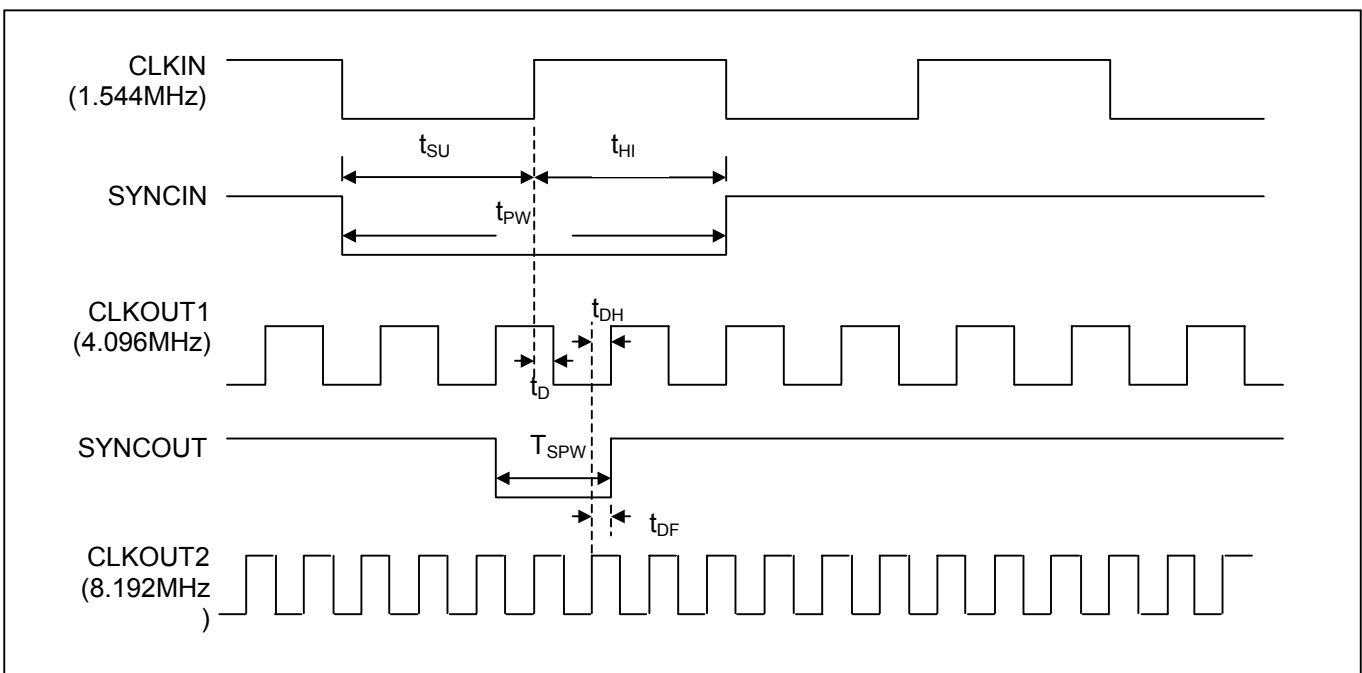 CLKIN
(1.544MHz)
tSU
tHI
SYNCIN
tPW
CLKOUT1
(4.096MHz)
tDH
tD
SYNCOUT
TSPW
tDF
CLKOUT2
(8.192MHz
)